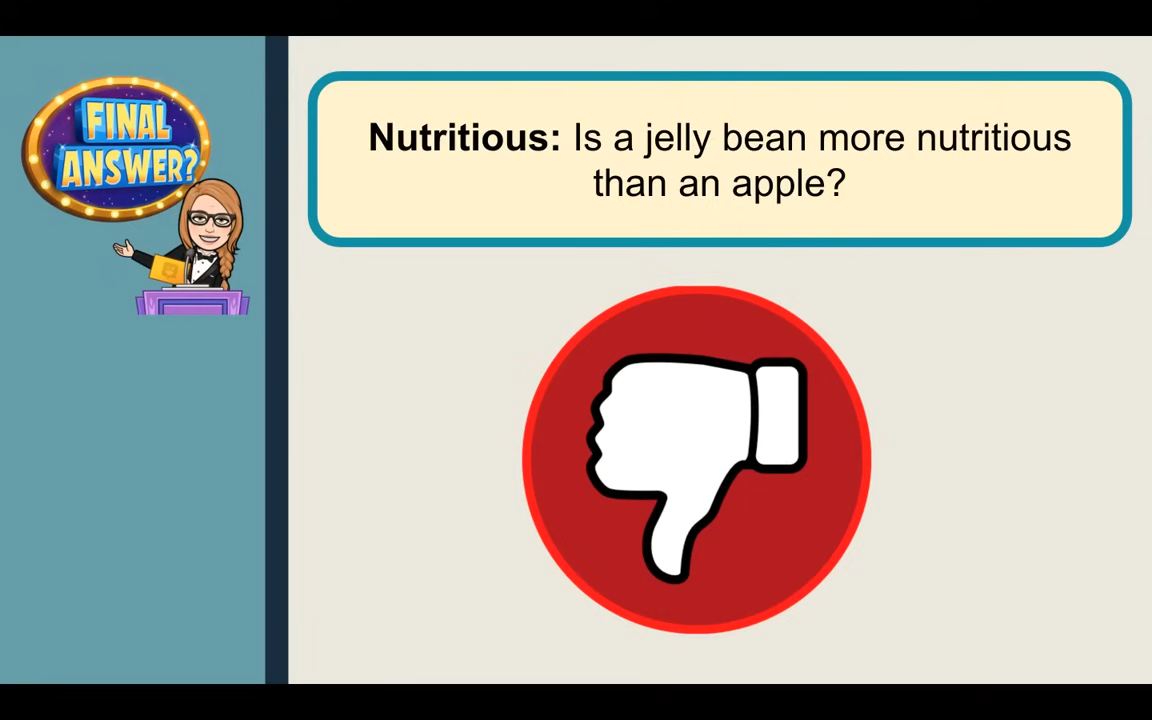 FINAL
ANSWER?
Nutritious: Is a jelly bean more nutritious
than an apple?